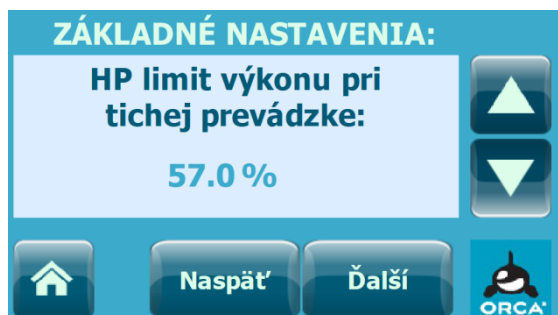 ZÁKLADNÉ NASTAVENIA:
HP limit výkonu pri
tichej prevádzke:
57.0 %
Naspäť
Ďalší
ORCA